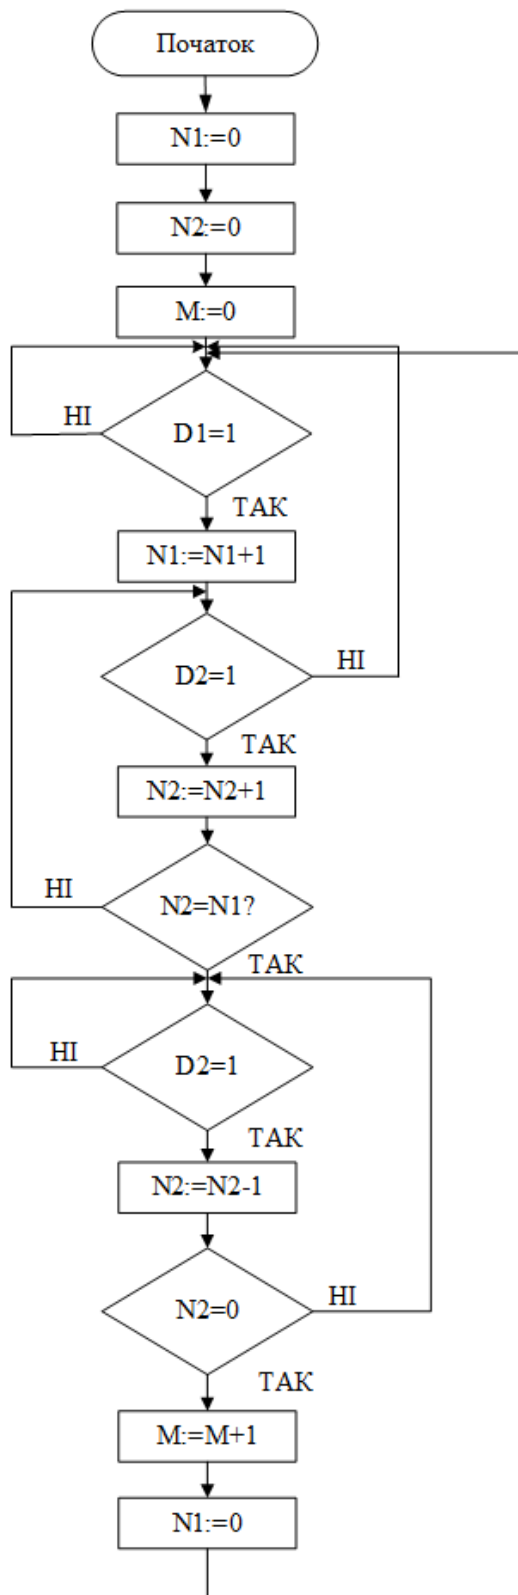 Початок
N1:=0
N2:=0
M:=0
НІ
D1=1
ТАК
N1:=N1+1
D2=1
НІ
ТАК
N2:=N2+1
НІ
N2=N1?
ТАК
НІ
D2=1
ТАК
N2:=N2-1
N2=0
НІ
ТАК
M:=M+1
N1:=0